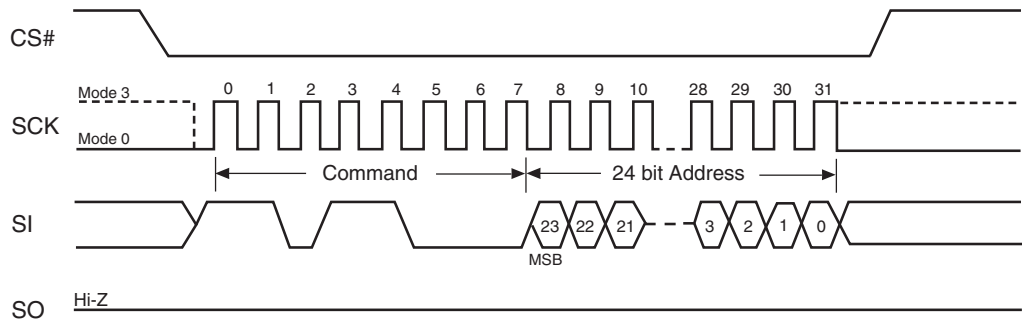 CS#
Mode 3
0 1 2 3 4 5 6 7 8 9 10 28 29 30 31
SCK
Mode 0
Command 24 bit Address
SI
23 22 21 3 2 1 0
MSB
Hi-Z
SO